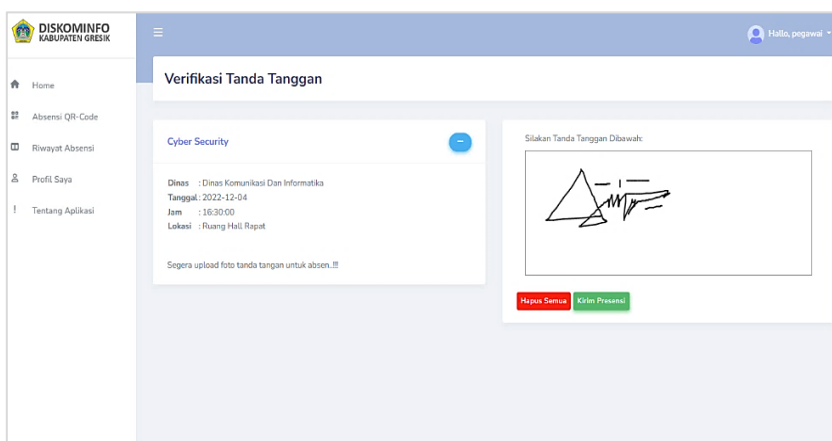 DISKOMINFO
KABUPATEN GRESIK
Hallo, pegawai
Home
Absensi QR-Code
Riwayat Absensi
Profil Saya
Tentang Aplikasi
Verifikasi Tanda Tanggan
Cyber Security
Dinas : Dinas Komunikasi Dan Informatika
Tanggal : 2022-12-04
Jam : 16:30:00
Lokasi : Ruang Hall Rapat
Segera upload foto tanda tangan untuk absen..!!!
Silakan Tanda Tanggan Dibawah:
Hapus Semua
Kirim Presensi